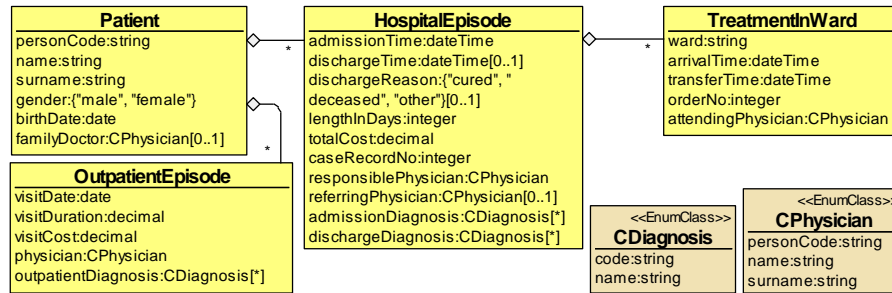 Patient
personCode:string
name:string
surname:string
gender:{"male", "female"}
birthDate:date
familyDoctor:CPhysician[0..1]
*
*
OutpatientEpisode
visitDate:date
visitDuration:decimal
visitCost:decimal
physician:CPhysician
outpatientDiagnosis:CDiagnosis[*]
HospitalEpisode
admissionTime:dateTime
dischargeTime:dateTime[0..1]
dischargeReason:{"cured", "
deceased", "other"}[0..1]
lengthInDays:integer
totalCost:decimal
caseRecordNo:integer
responsiblePhysician:CPhysician
referringPhysician:CPhysician[0..1]
admissionDiagnosis:CDiagnosis[*]
dischargeDiagnosis:CDiagnosis[*]
*
TreatmentInWard
ward:string
arrivalTime:dateTime
transferTime:dateTime
orderNo:integer
attendingPhysician:CPhysician
<<EnumClass>>
CDiagnosis
code:string
name:string
<<EnumClass>>
CPhysician
personCode:string
name:string
surname:string